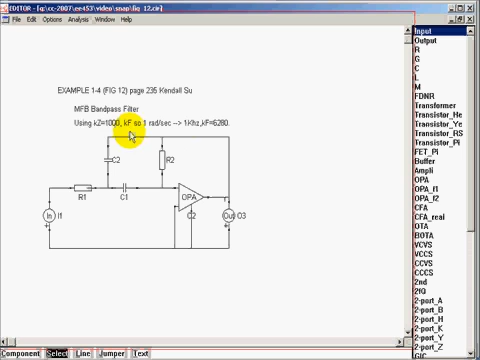 EDITOR - [q:\cc-2007\ee453\video\snap\fig_12.cir]
File Edit Options Analysis Window Help
EXAMPLE 1-4 (FIG 12) page 235 Kendall Su
MFB Bandpass Filter
Using kZ=1000, kF so 1 rad/sec --> 1Khz,kF=6280.
C2
R2
R1
C1
OPA
In I1
C2
Out O3
Input
Output
R
G
C
L
M
FDNR
Transformer
Transistor_He
Transistor_Ye
Transistor_RS
Transistor_Pi
FET_Pi
Buffer
Ampli
OPA
OPA_f1
OPA_f2
CFA
CFA_real
OTA
BOTA
VCVS
VCCS
CCVS
CCCS
2nd
2fQ
2-port_A
2-port_B
2-port_H
2-port_K
2-port_Y
2-port_Z
GIC
Component Select Line Jumper Text